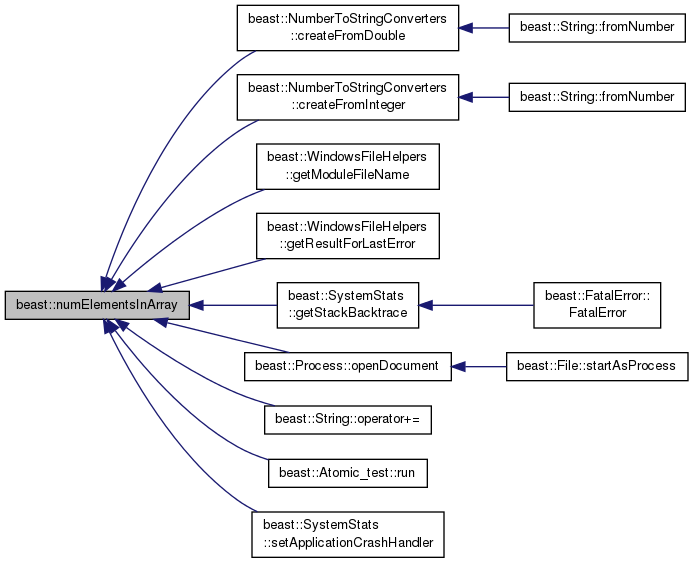 beast::NumberToStringConverters
::createFromDouble
beast::String::fromNumber
beast::NumberToStringConverters
::createFromInteger
beast::String::fromNumber
beast::WindowsFileHelpers
::getModuleFileName
beast::WindowsFileHelpers
::getResultForLastError
beast::numElementsInArray
beast::SystemStats
::getStackBacktrace
beast::FatalError::
FatalError
beast::Process::openDocument
beast::File::startAsProcess
beast::String::operator+=
beast::Atomic_test::run
beast::SystemStats
::setApplicationCrashHandler